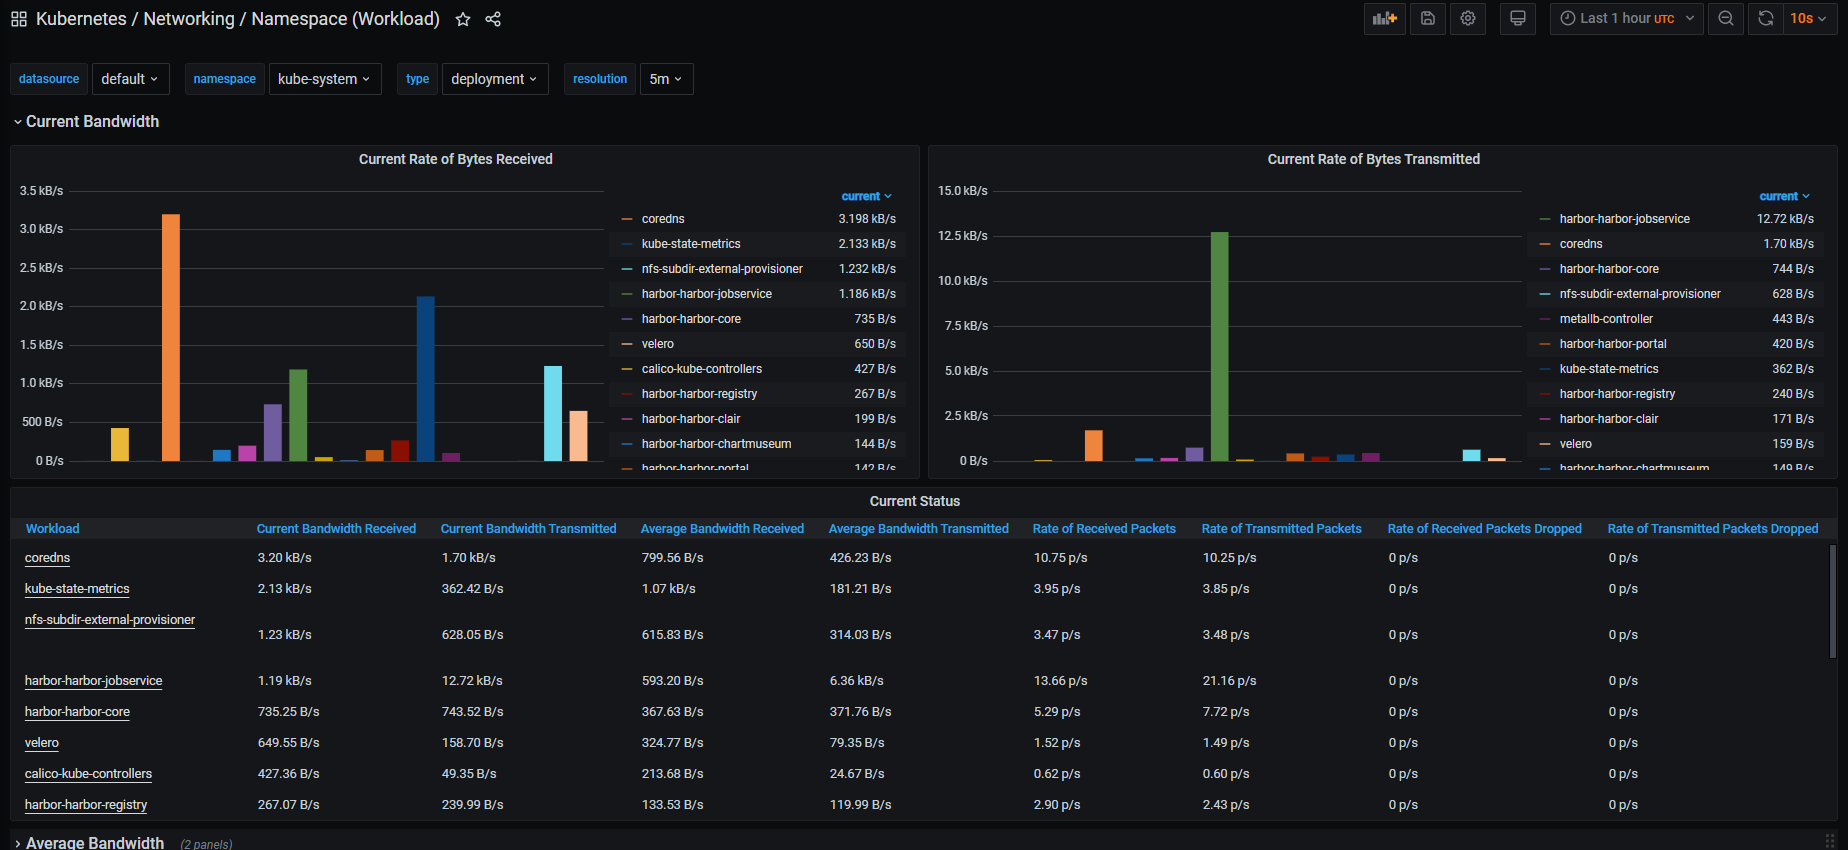 Kubernetes / Networking / Namespace (Workload)
Last 1 hour UTC
10s
datasource default namespace kube-system type deployment resolution 5m
Current Bandwidth
Current Rate of Bytes Received
3.5 kB/s
3.0 kB/s
2.5 kB/s
2.0 kB/s
1.5 kB/s
1.0 kB/s
500 B/s
0 B/s
current
coredns 3.198 kB/s
kube-state-metrics 2.133 kB/s
nfs-subdir-external-provisioner 1.232 kB/s
harbor-harbor-jobservice 1.186 kB/s
harbor-harbor-core 735 B/s
velero 650 B/s
calico-kube-controllers 427 B/s
harbor-harbor-registry 267 B/s
harbor-harbor-clair 199 B/s
harbor-harbor-chartmuseum 144 B/s
harbor-harbor-portal 142 B/s
Current Rate of Bytes Transmitted
15.0 kB/s
12.5 kB/s
10.0 kB/s
7.5 kB/s
5.0 kB/s
2.5 kB/s
0 B/s
current
harbor-harbor-jobservice 12.72 kB/s
coredns 1.70 kB/s
harbor-harbor-core 744 B/s
nfs-subdir-external-provisioner 628 B/s
metallb-controller 443 B/s
harbor-harbor-portal 420 B/s
kube-state-metrics 362 B/s
harbor-harbor-registry 240 B/s
harbor-harbor-clair 171 B/s
velero 159 B/s
harbor-harbor-chartmuseum 149 B/s
Current Status
Workload Current Bandwidth Received Current Bandwidth Transmitted Average Bandwidth Received Average Bandwidth Transmitted Rate of Received Packets Rate of Transmitted Packets Rate of Received Packets Dropped Rate of Transmitted Packets Dropped
coredns 3.20 kB/s 1.70 kB/s 799.56 B/s 426.23 B/s 10.75 p/s 10.25 p/s 0 p/s 0 p/s
kube-state-metrics 2.13 kB/s 362.42 B/s 1.07 kB/s 181.21 B/s 3.95 p/s 3.85 p/s 0 p/s 0 p/s
nfs-subdir-external-provisioner 1.23 kB/s 628.05 B/s 615.83 B/s 314.03 B/s 3.47 p/s 3.48 p/s 0 p/s 0 p/s
harbor-harbor-jobservice 1.19 kB/s 12.72 kB/s 593.20 B/s 6.36 kB/s 13.66 p/s 21.16 p/s 0 p/s 0 p/s
harbor-harbor-core 735.25 B/s 743.52 B/s 367.63 B/s 371.76 B/s 5.29 p/s 7.72 p/s 0 p/s 0 p/s
velero 649.55 B/s 158.70 B/s 324.77 B/s 79.35 B/s 1.52 p/s 1.49 p/s 0 p/s 0 p/s
calico-kube-controllers 427.36 B/s 49.35 B/s 213.68 B/s 24.67 B/s 0.62 p/s 0.60 p/s 0 p/s 0 p/s
harbor-harbor-registry 267.07 B/s 239.99 B/s 133.53 B/s 119.99 B/s 2.90 p/s 2.43 p/s 0 p/s 0 p/s
Average Bandwidth (2 panels)